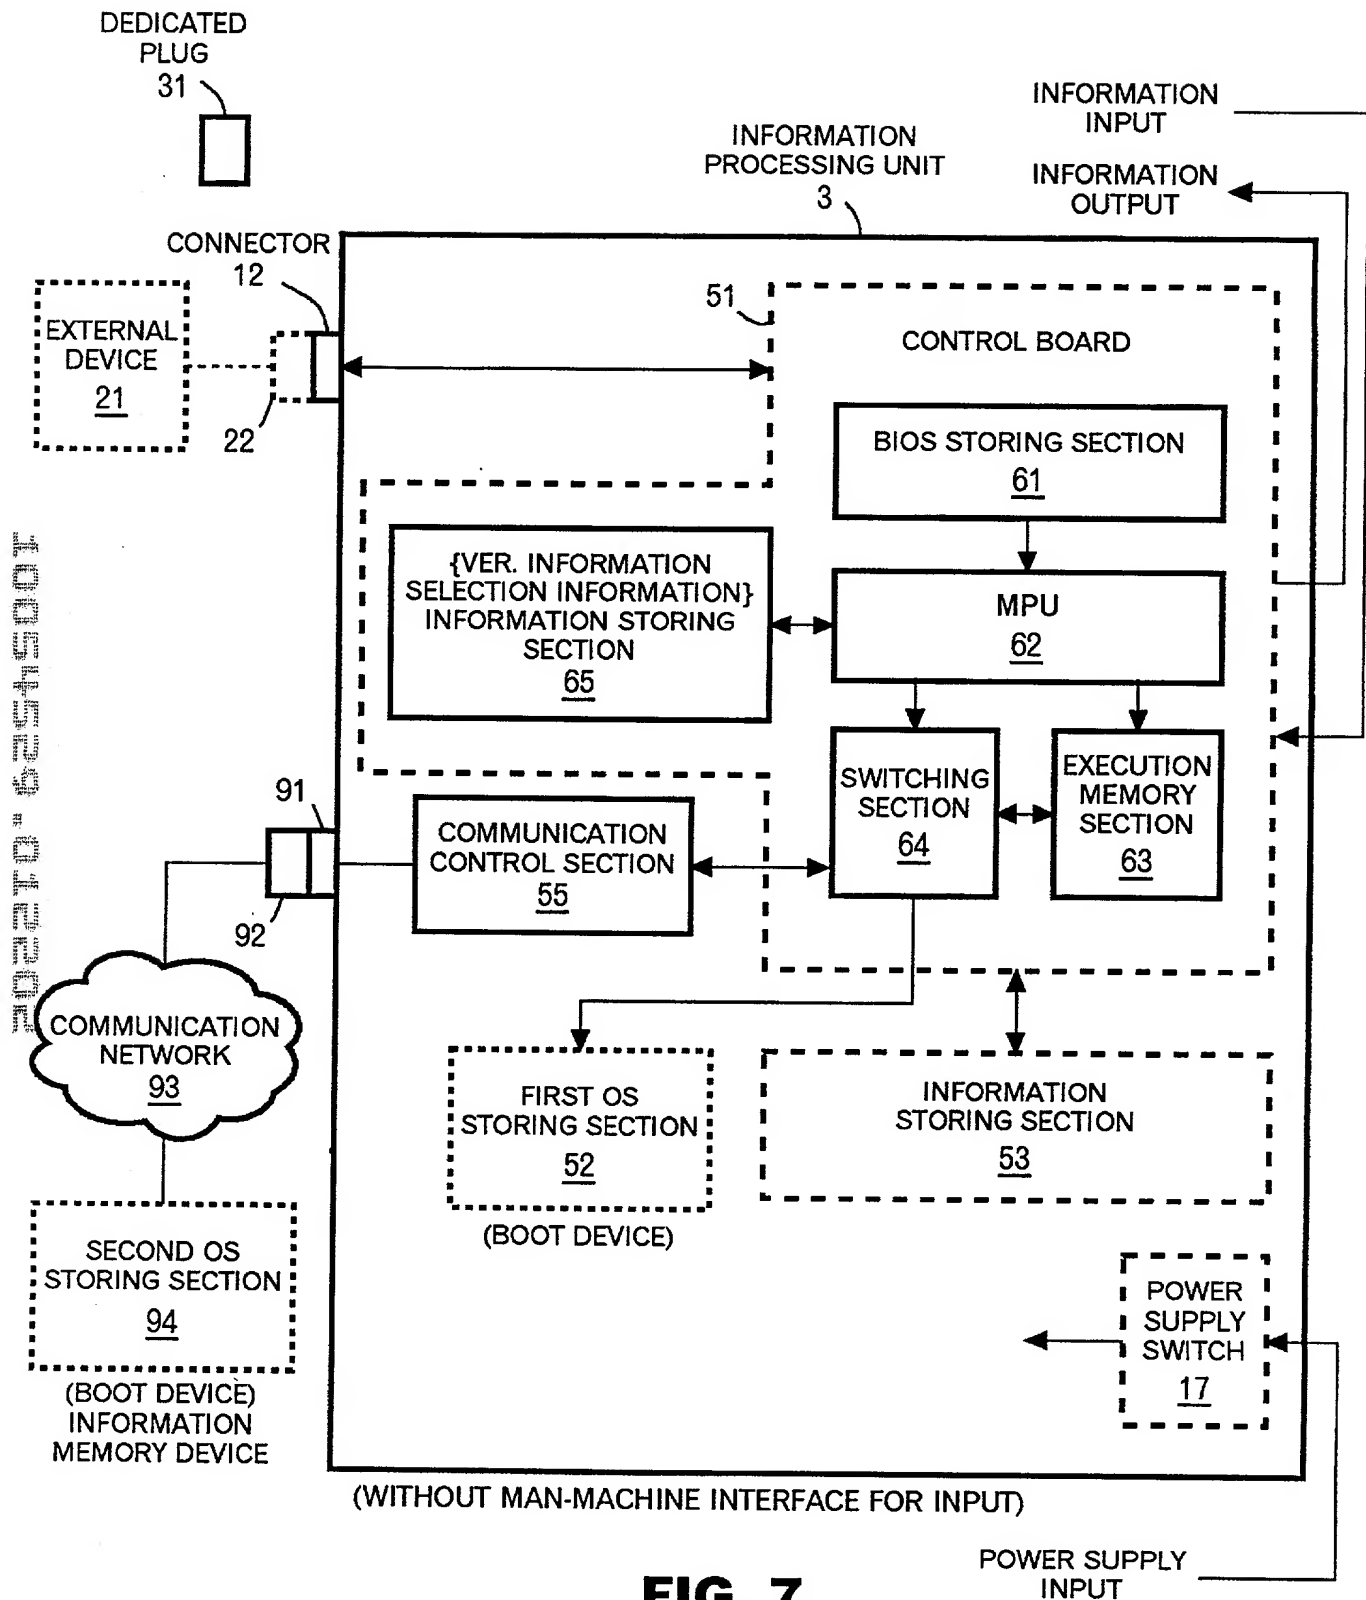 DEDICATED
PLUG
31
INFORMATION
INPUT
INFORMATION
PROCESSING UNIT
3
INFORMATION
OUTPUT
CONNECTOR
12
EXTERNAL
DEVICE
21
22
51
CONTROL BOARD
BIOS STORING SECTION
61
{VER. INFORMATION
SELECTION INFORMATION}
INFORMATION STORING
SECTION
65
MPU
62
SWITCHING
SECTION
64
EXECUTION
MEMORY
SECTION
63
91
COMMUNICATION
CONTROL SECTION
55
92
COMMUNICATION
NETWORK
93
FIRST OS
STORING SECTION
52
(BOOT DEVICE)
INFORMATION
STORING SECTION
53
SECOND OS
STORING SECTION
94
(BOOT DEVICE)
INFORMATION
MEMORY DEVICE
POWER
SUPPLY
SWITCH
17
(WITHOUT MAN-MACHINE INTERFACE FOR INPUT)
POWER SUPPLY
INPUT
FIG. 7